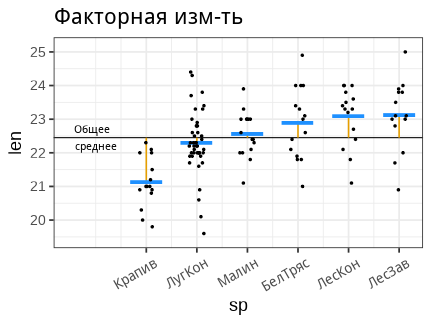 Факторная изм-ть
25
24
23
22
21
20
len
Общее
среднее
Крапив
ЛугКон
Малин
БелТряс
ЛесКон
ЛесЗав
sp